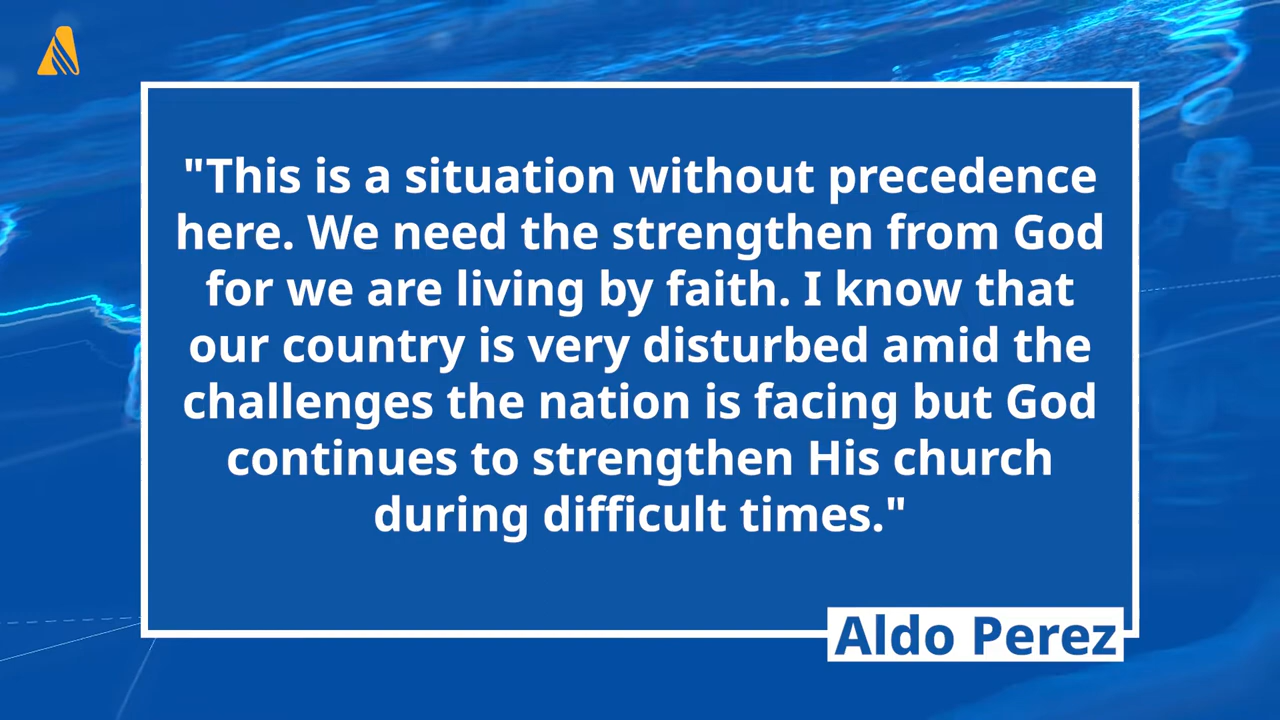 "This is a situation without precedence
here. We need the strengthen from God
for we are living by faith. I know that
our country is very disturbed amid the
challenges the nation is facing but God
continues to strengthen His church
during difficult times."
Aldo Perez